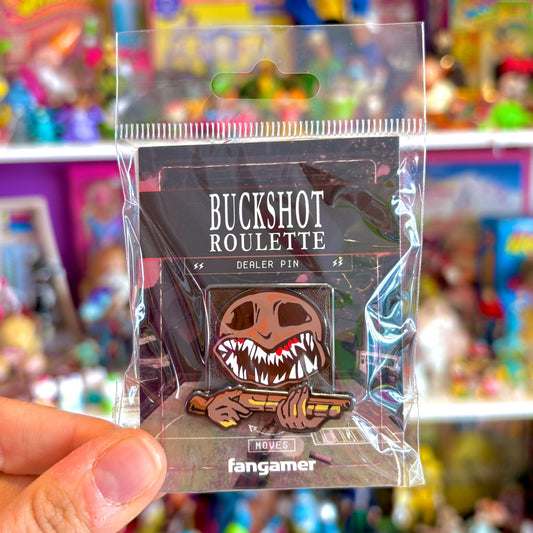 BUCKSHOT
ROULETTE
DEALER PIN
MOVES
fangamer